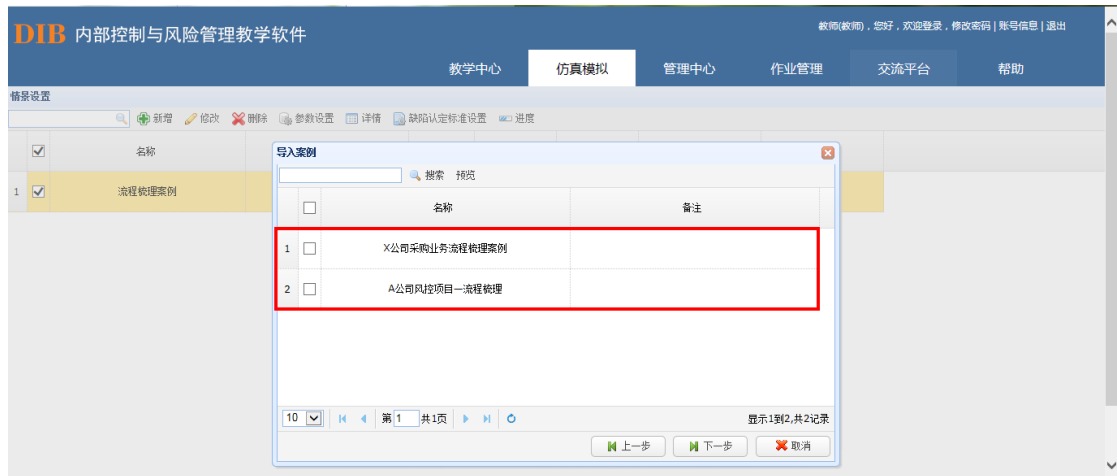 DIB 内部控制与风险管理教学软件
教师(教师)，您好，欢迎登录，修改密码 | 账号信息 | 退出
教学中心 仿真模拟 管理中心 作业管理 交流平台 帮助
情景设置
新增 修改 删除 参数设置 详情 缺陷认定标准设置 进度
名称
1 流程梳理案例
导入案例
搜索 预览
名称 备注
1 X公司采购业务流程梳理案例
2 A公司风控项目—流程梳理
10 第 1 共1页 显示1到2,共2记录
上一步 下一步 取消